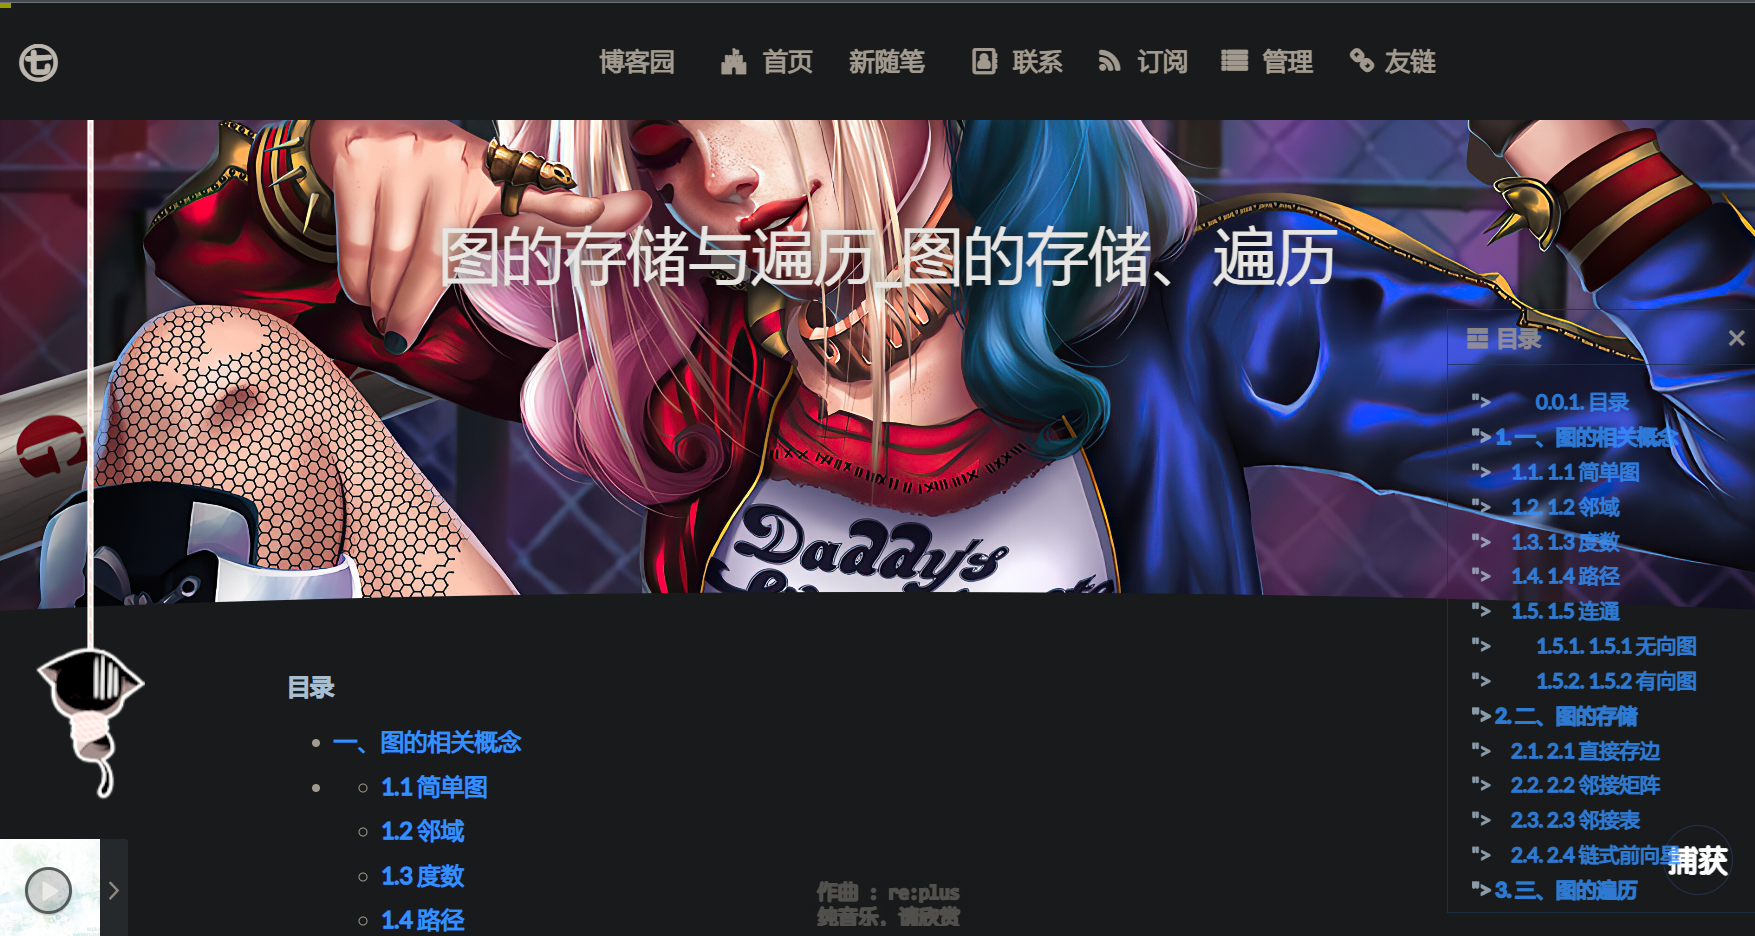 博客园 首页 新随笔 联系 订阅 管理 友链
图的存储与遍历_图的存储、遍历
Daddy's
目录
"> 0.0.1. 目录
"> 1. 一、图的相关概念
"> 1.1. 1.1 简单图
"> 1.2. 1.2 邻域
"> 1.3. 1.3 度数
"> 1.4. 1.4 路径
"> 1.5. 1.5 连通
"> 1.5.1. 1.5.1 无向图
"> 1.5.2. 1.5.2 有向图
"> 2. 二、图的存储
"> 2.1. 2.1 直接存边
"> 2.2. 2.2 邻接矩阵
"> 2.3. 2.3 邻接表
"> 2.4. 2.4 链式前向星
"> 3. 三、图的遍历
捕获
目录
一、图的相关概念
1.1 简单图
1.2 邻域
1.3 度数
1.4 路径
作曲 : re:plus
纯音乐，请欣赏